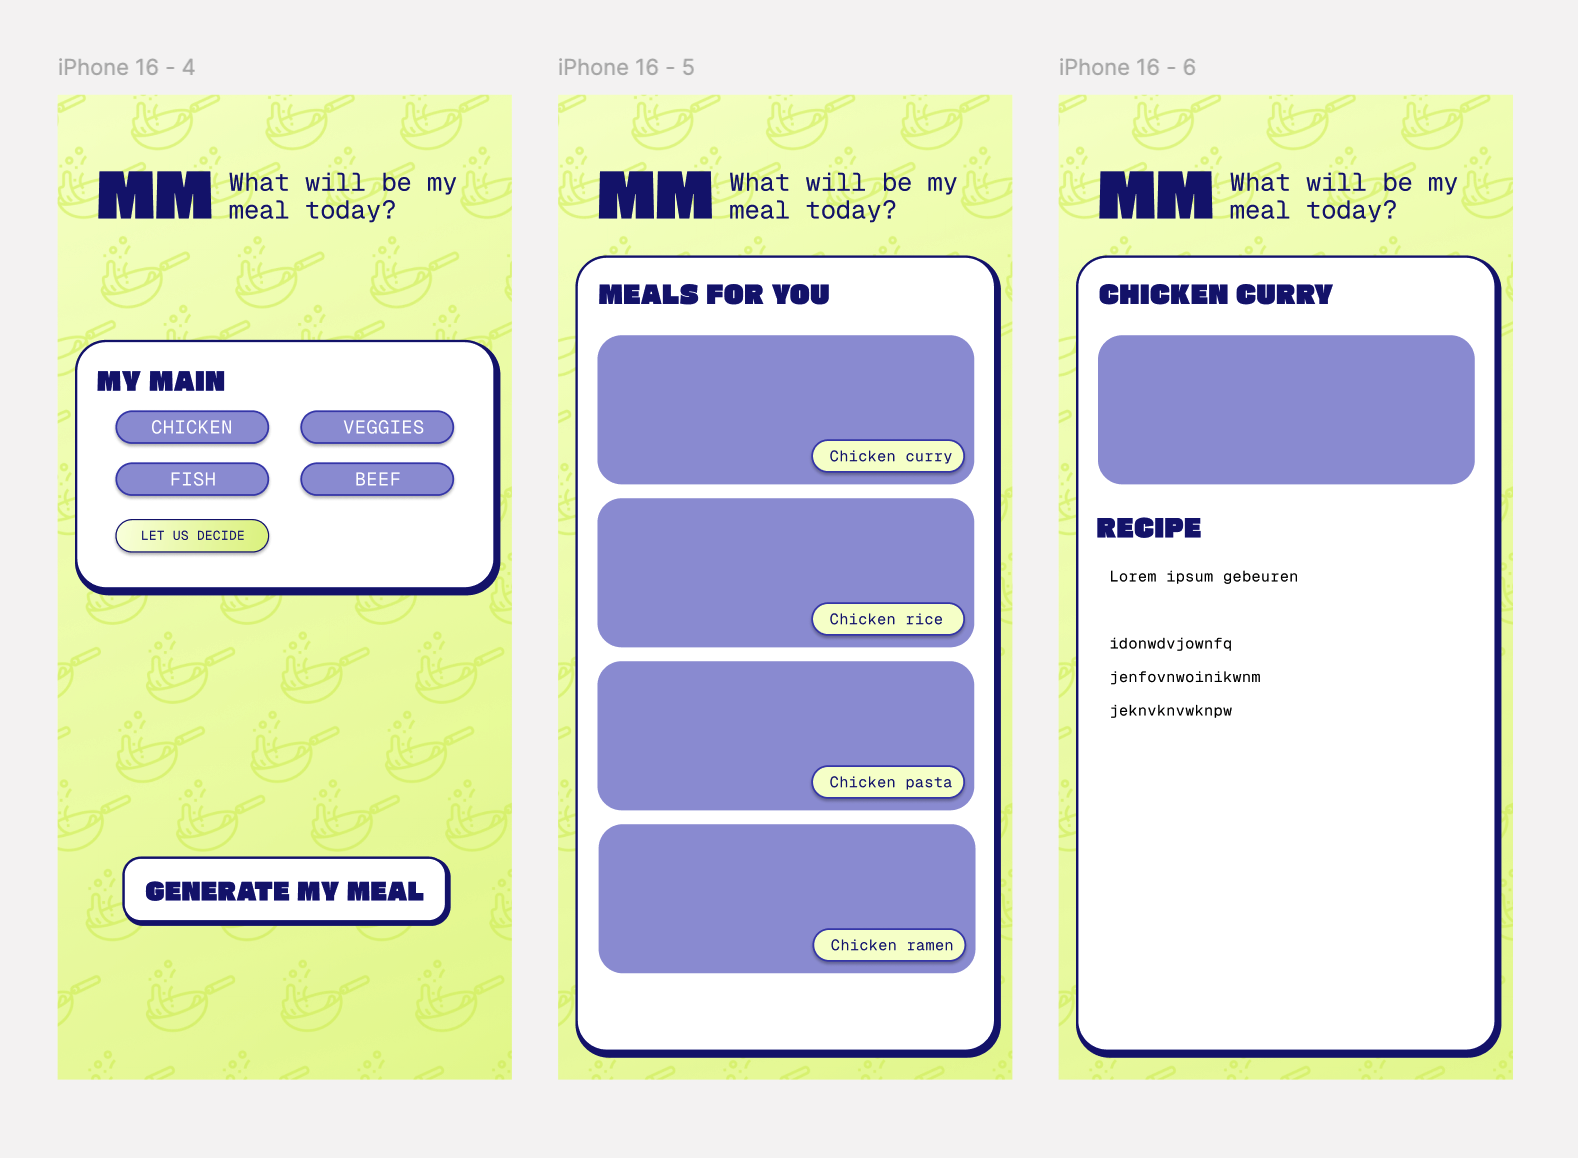 iPhone 16 - 4
MM
What will be my
meal today?
MY MAIN
CHICKEN
VEGGIES
FISH
BEEF
LET US DECIDE
GENERATE MY MEAL
iPhone 16 - 5
MM
What will be my
meal today?
MEALS FOR YOU
Chicken curry
Chicken rice
Chicken pasta
Chicken ramen
iPhone 16 - 6
MM
What will be my
meal today?
CHICKEN CURRY
RECIPE
Lorem ipsum gebeuren
idonwdvjownfq
jenfovnwoinikwnm
jeknvknvwknpw